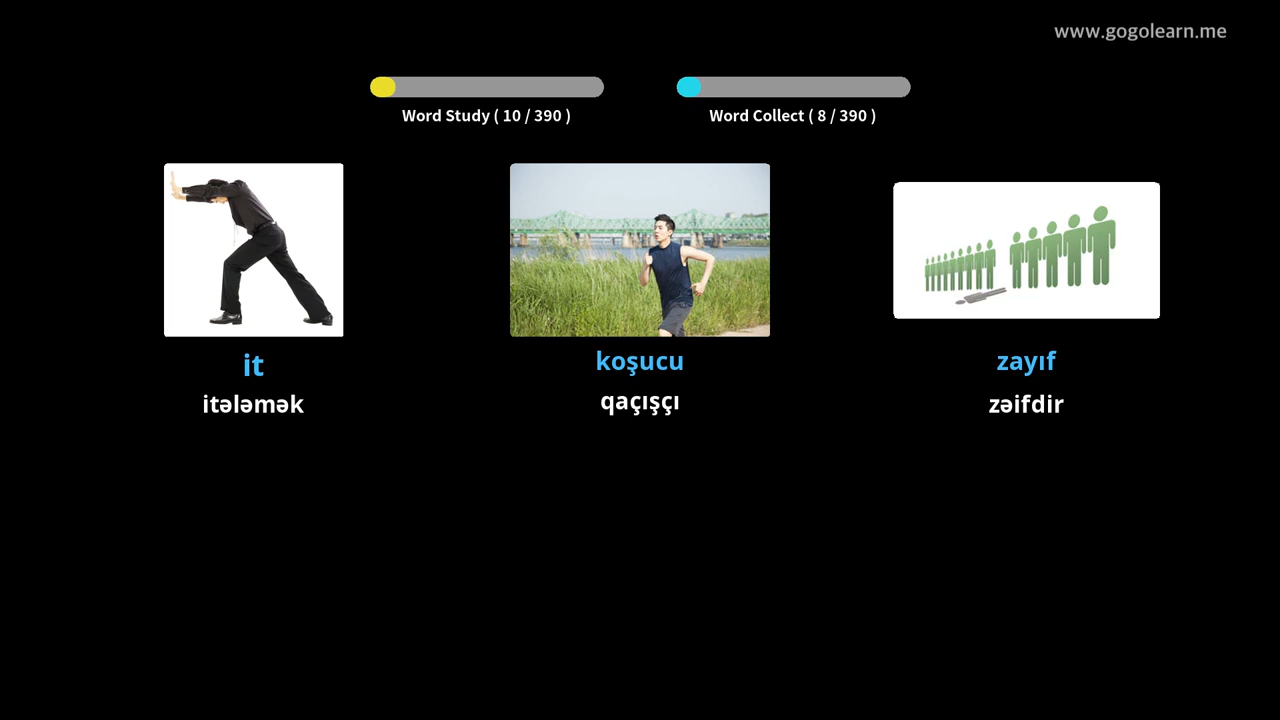 www.gogolearn.me
Word Study ( 10 / 390 )
Word Collect ( 8 / 390 )
it
itələmək
koşucu
qaçışçı
zayıf
zəifdir